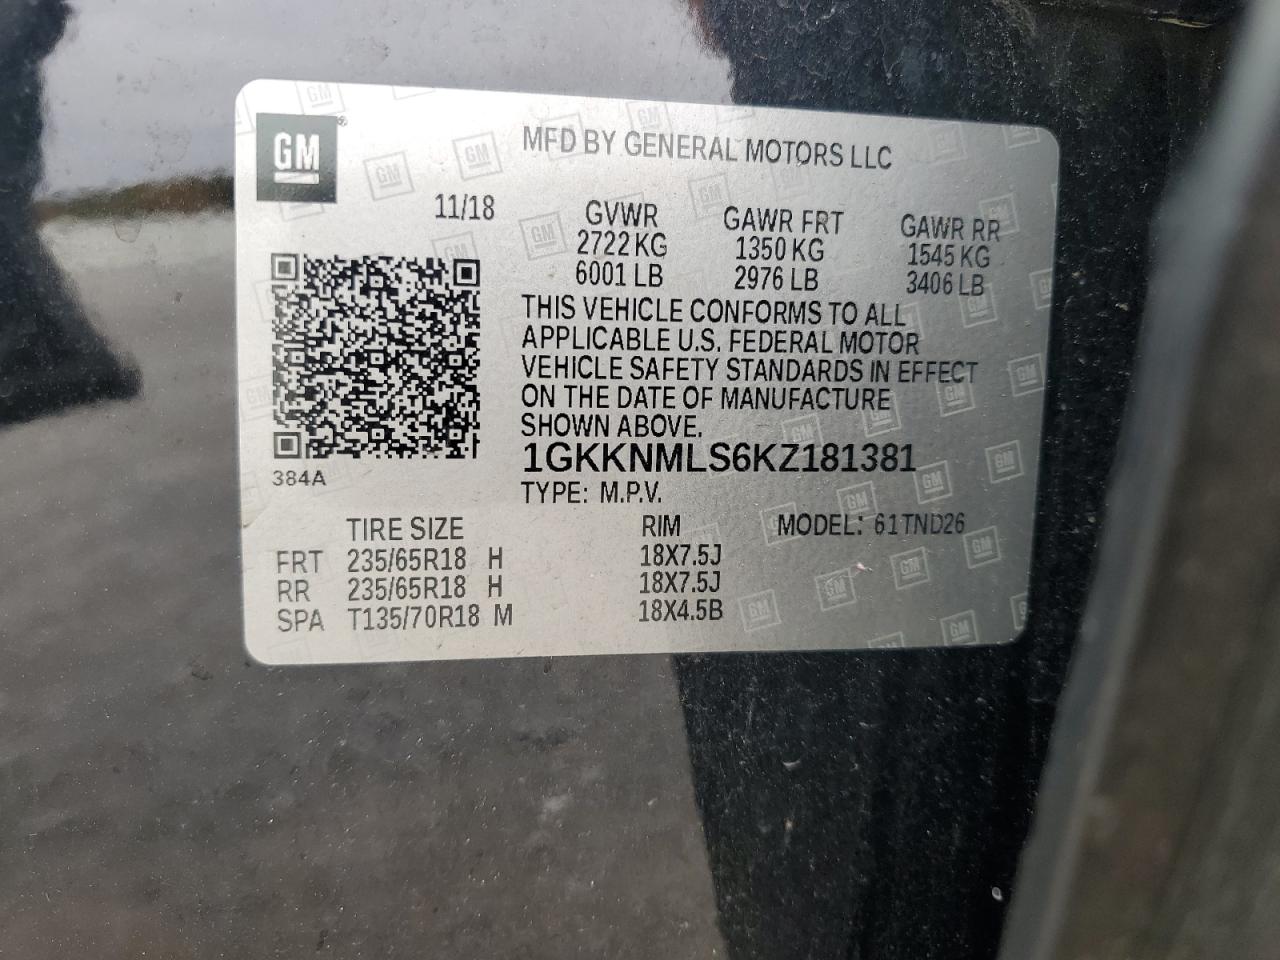 GM ®
MFD BY GENERAL MOTORS LLC
11/18
GVWR GAWR FRT GAWR RR
2722 KG 1350 KG 1545 KG
6001 LB 2976 LB 3406 LB
THIS VEHICLE CONFORMS TO ALL
APPLICABLE U.S. FEDERAL MOTOR
VEHICLE SAFETY STANDARDS IN EFFECT
ON THE DATE OF MANUFACTURE
SHOWN ABOVE.
1GKKNMLS6KZ181381
384A
TYPE: M.P.V.
TIRE SIZE RIM MODEL: 61TND26
FRT 235/65R18 H 18X7.5J
RR 235/65R18 H 18X7.5J
SPA T135/70R18 M 18X4.5B